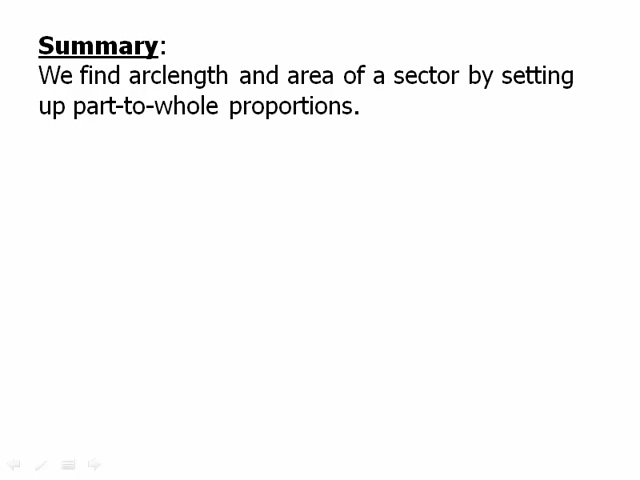 Summary:
We find arclength and area of a sector by setting
up part-to-whole proportions.